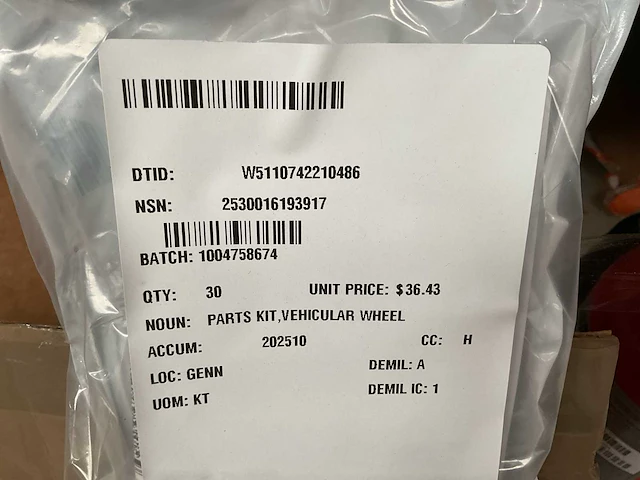 DTID: W5110742210486
NSN: 2530016193917
BATCH: 1004758674
QTY: 30 UNIT PRICE: $36.43
NOUN: PARTS KIT,VEHICULAR WHEEL
ACCUM: 202510 CC: H
LOC: GENN DEMIL: A
UOM: KT DEMIL IC: 1